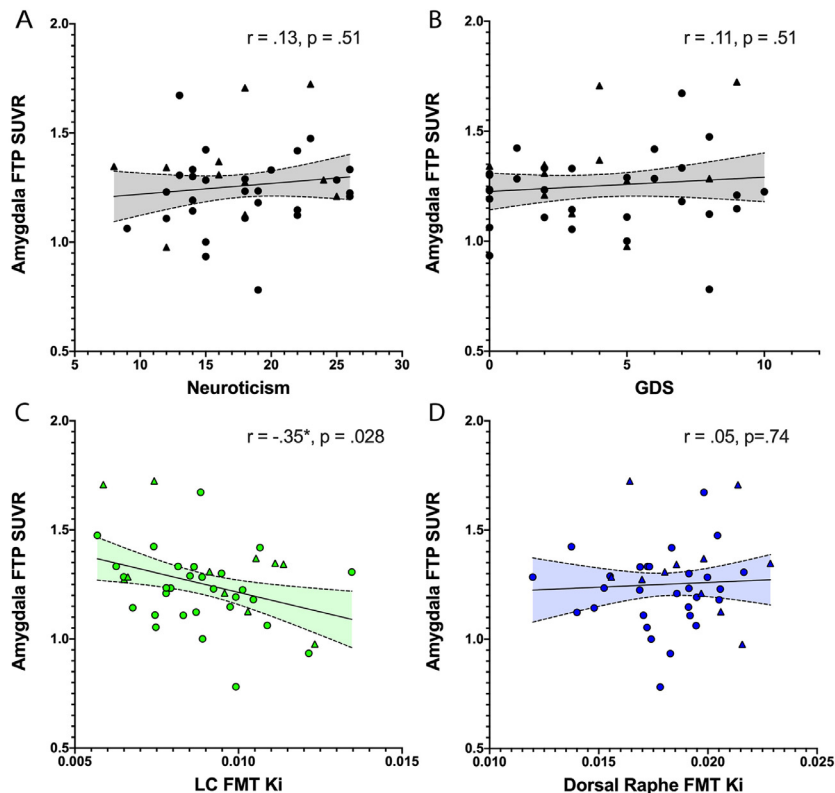 A
r = .13, p = .51
Amygdala FTP SUVR
2.0
1.5
1.0
0.5
5
10
15
20
25
30
Neuroticism
B
r = .11, p = .51
Amygdala FTP SUVR
2.0
1.5
1.0
0.5
0
5
10
GDS
C
r = -.35*, p = .028
Amygdala FTP SUVR
2.0
1.5
1.0
0.5
0.005
0.010
0.015
LC FMT Ki
D
r = .05, p=.74
Amygdala FTP SUVR
2.0
1.5
1.0
0.5
0.010
0.015
0.020
0.025
Dorsal Raphe FMT Ki